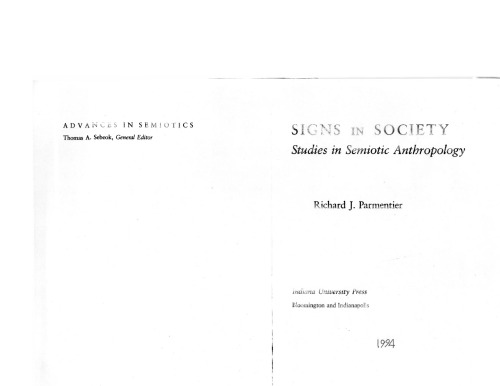 ADVANCES IN SEMIOTICS
Thomas A. Sebeok, General Editor
SIGNS IN SOCIETY
Studies in Semiotic Anthropology
Richard J. Parmentier
Indiana University Press
Bloomington and Indianapolis
1994